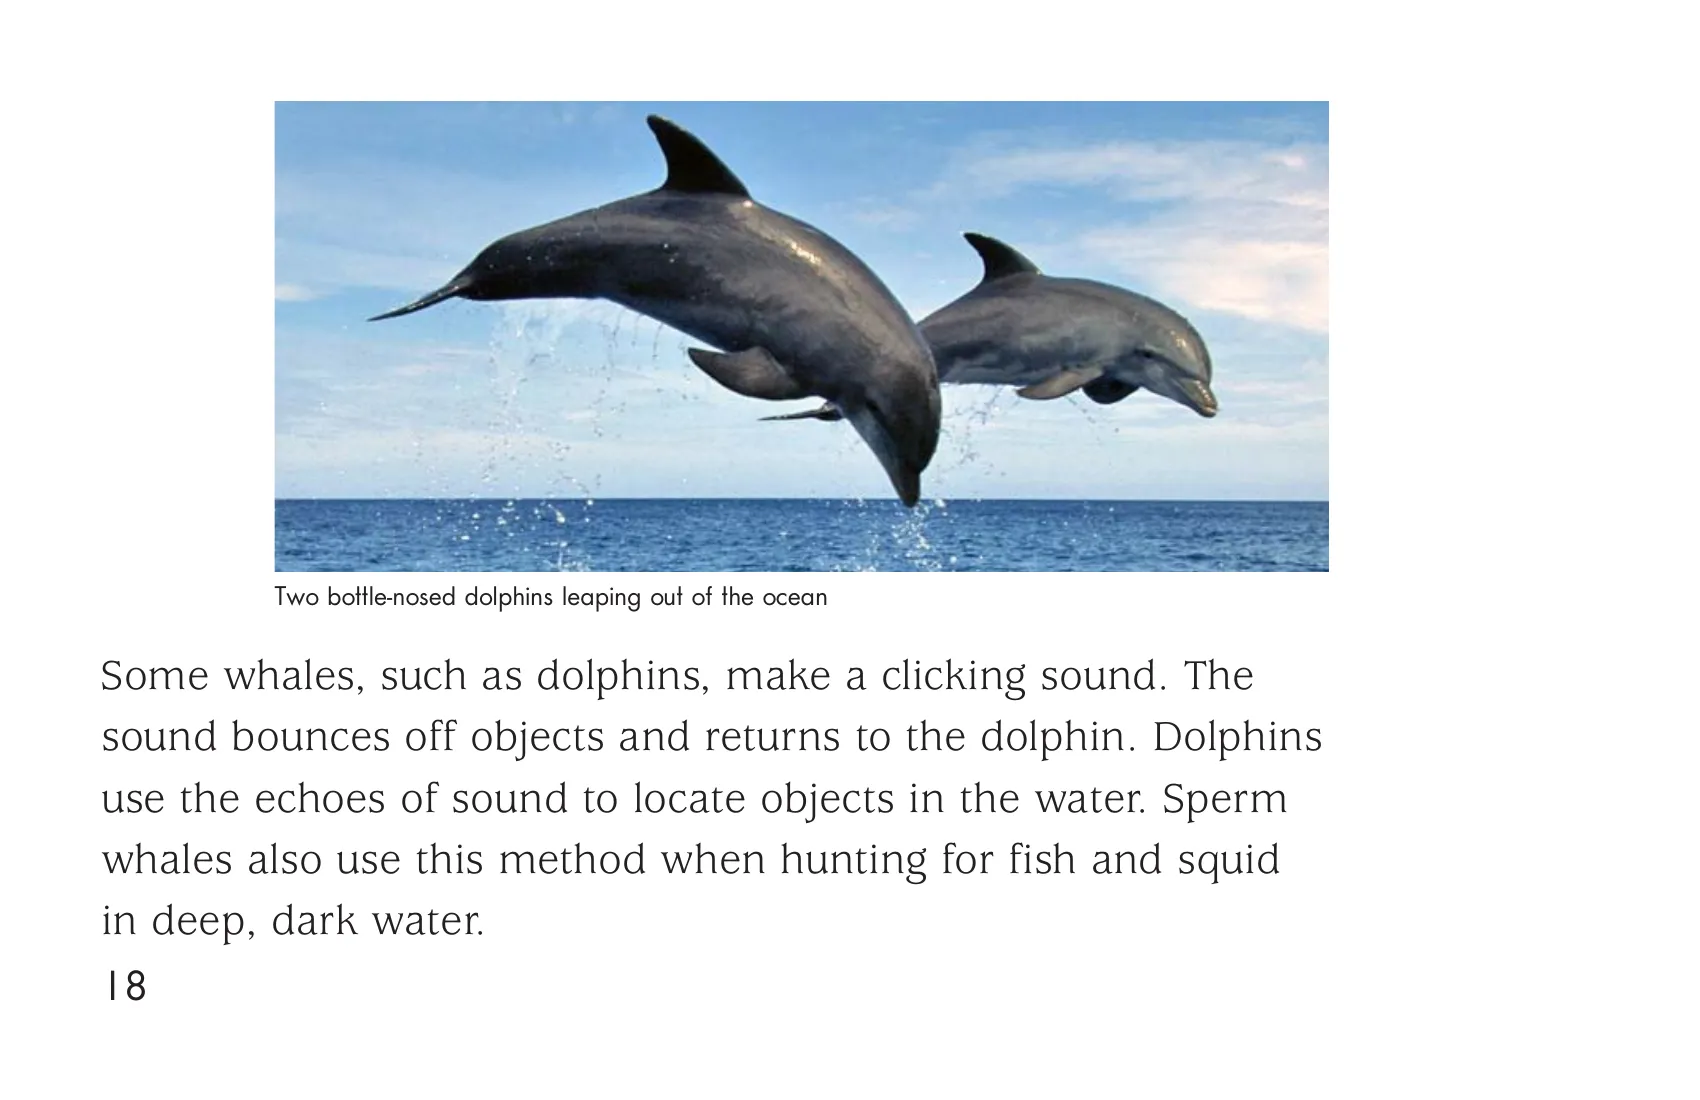 Two bottle-nosed dolphins leaping out of the ocean
Some whales, such as dolphins, make a clicking sound. The
sound bounces off objects and returns to the dolphin. Dolphins
use the echoes of sound to locate objects in the water. Sperm
whales also use this method when hunting for fish and squid
in deep, dark water.
18